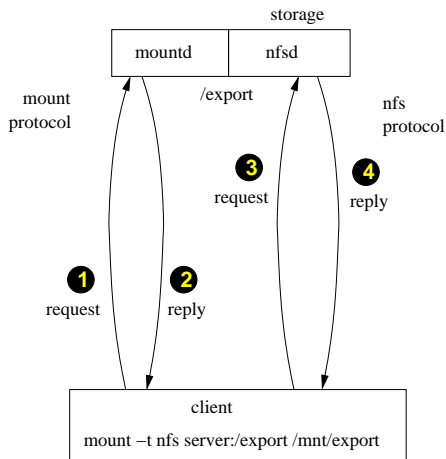 storage
mountd
nfsd
mount
protocol
/export
nfs
protocol
3
request
4
reply
1
request
2
reply
client
mount −t nfs server:/export /mnt/export